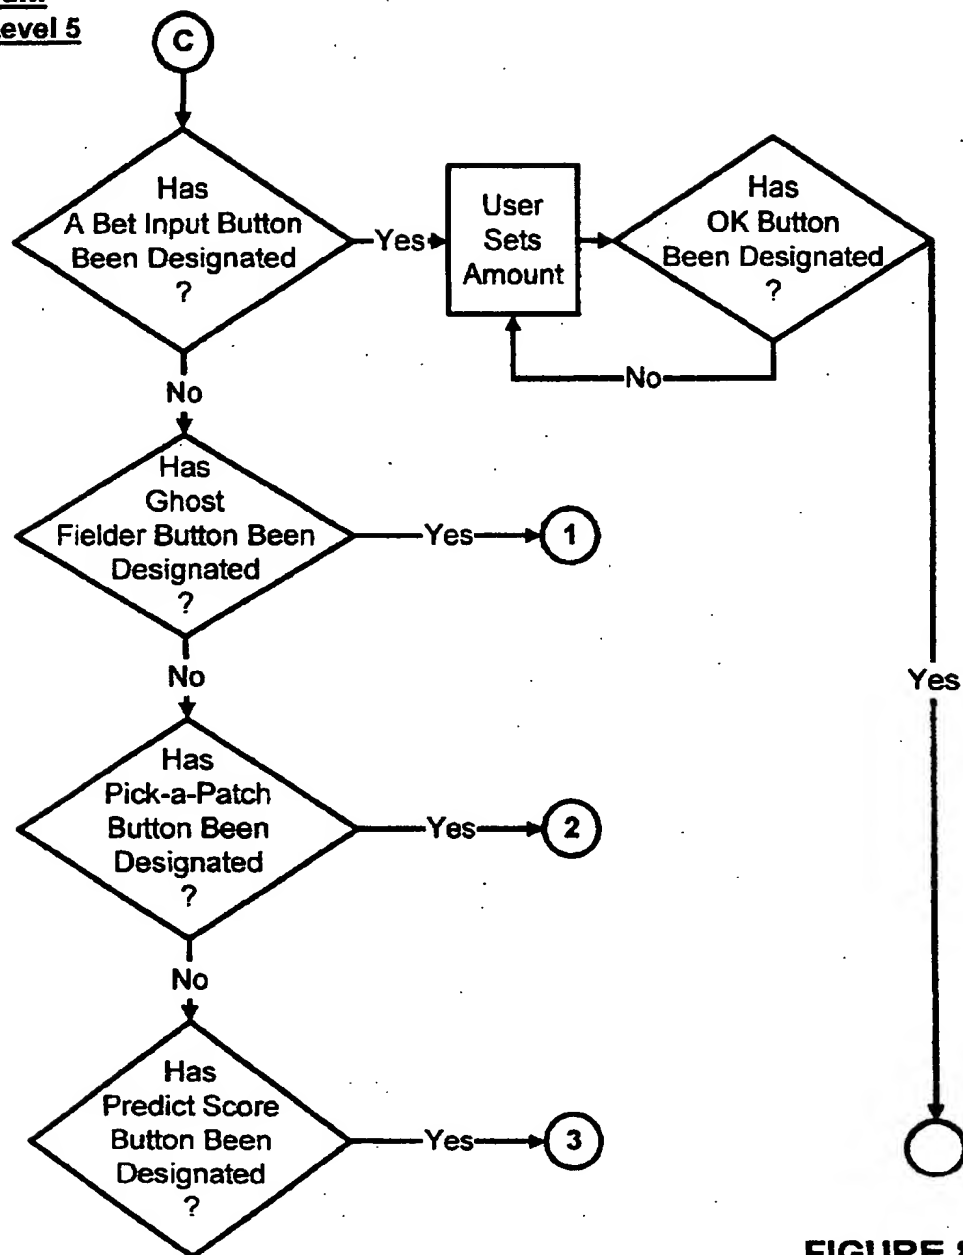 Level 5
C
Has
A Bet Input Button
Been Designated
?
Yes
User
Sets
Amount
Has
OK Button
Been Designated
?
No
No
Has
Ghost
Fielder Button Been
Designated
?
Yes
1
No
Yes
Has
Pick-a-Patch
Button Been
Designated
?
Yes
2
No
Has
Predict Score
Button Been
Designated
?
Yes
3
FIGURE